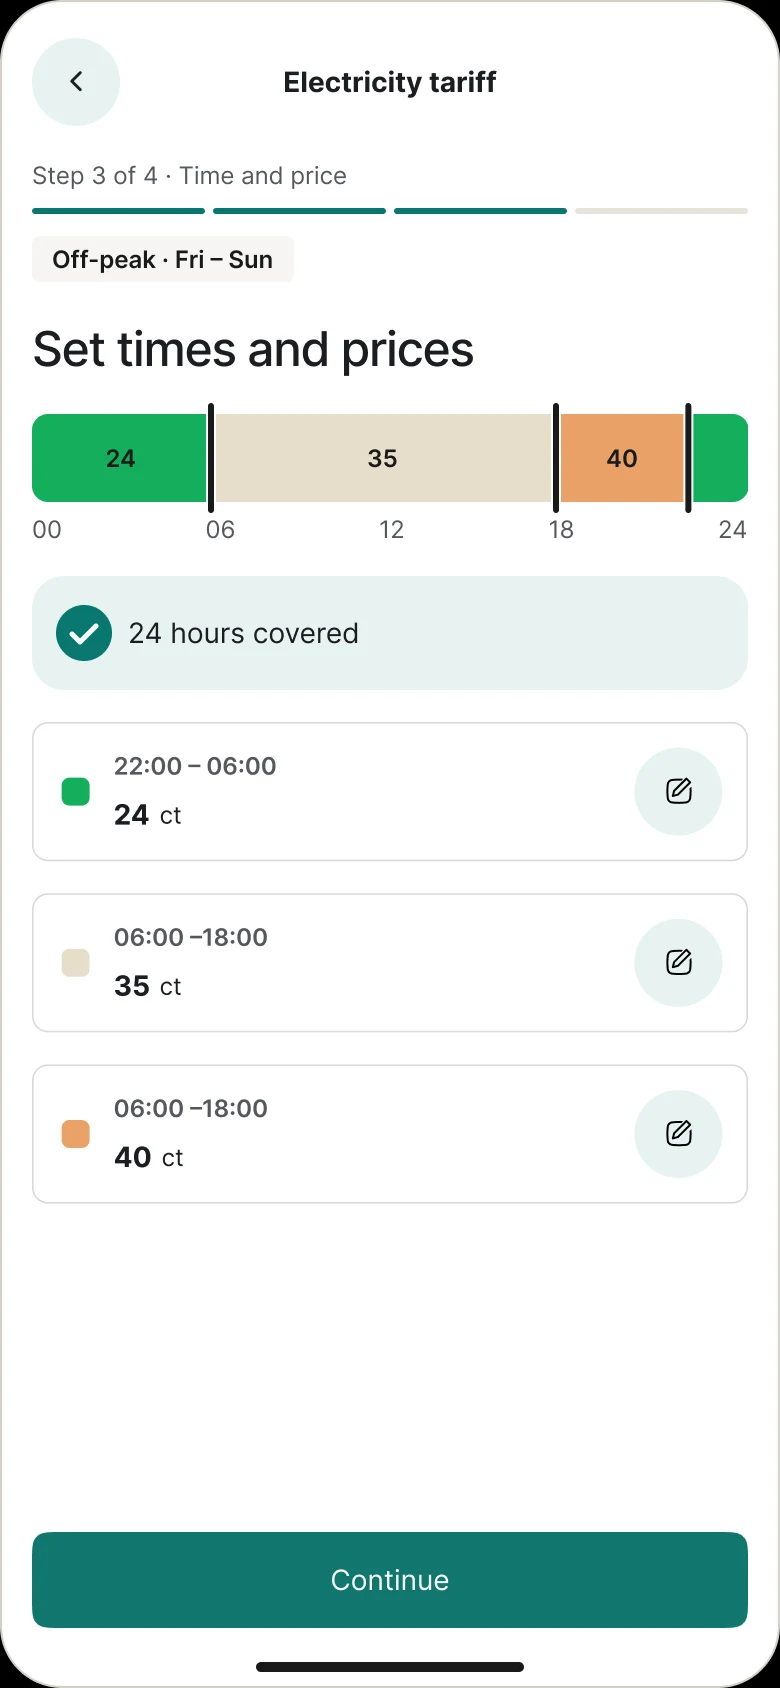 Electricity tariff
Step 3 of 4 · Time and price
Off-peak · Fri – Sun
Set times and prices
24 35 40
00 06 12 18 24
24 hours covered
22:00 – 06:00
24 ct
06:00 –18:00
35 ct
06:00 –18:00
40 ct
Continue